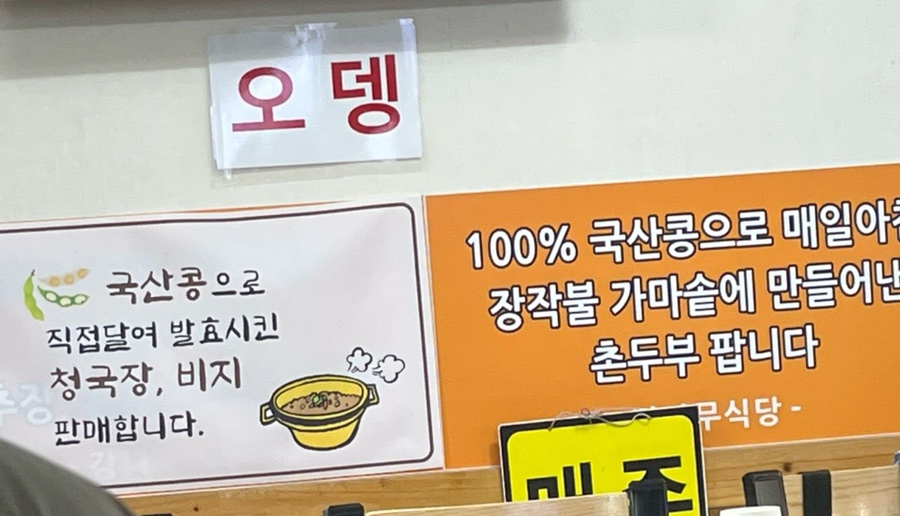 오뎅
국산콩으로
직접달여 발효시킨
청국장, 비지
판매합니다.
100% 국산콩으로 매일아침
장작불 가마솥에 만들어낸
촌두부 팝니다